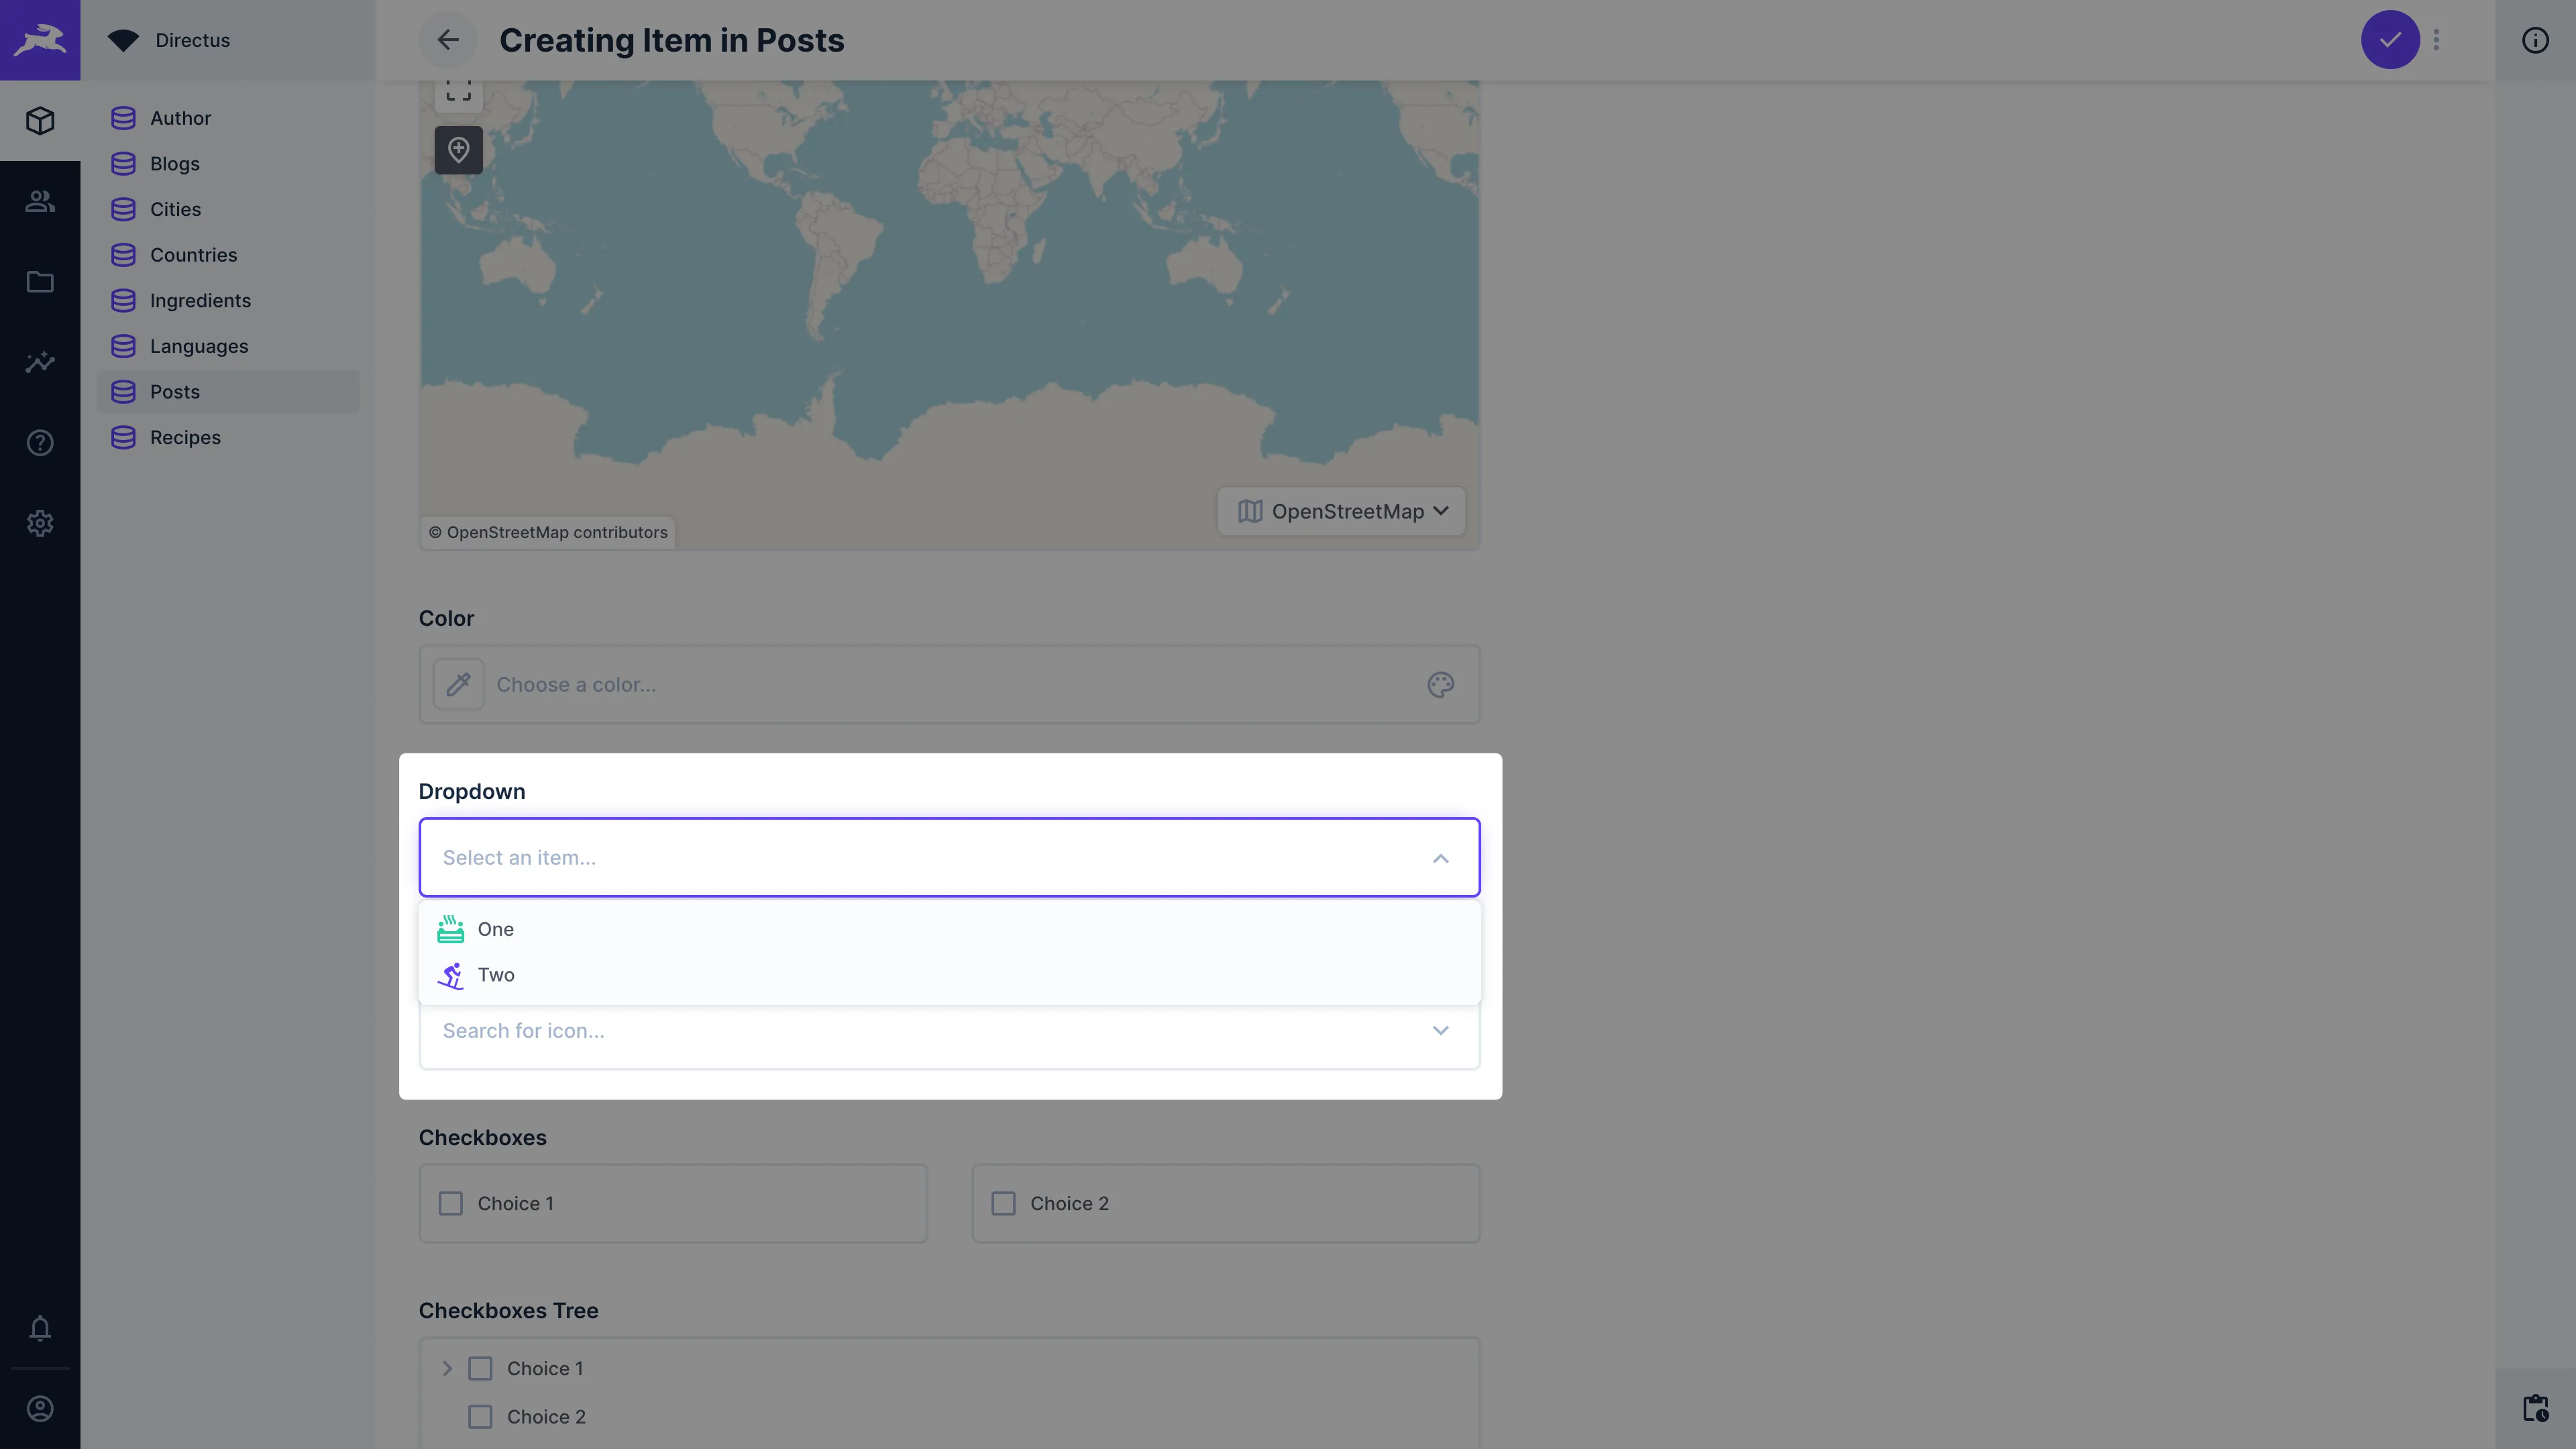 Directus
Creating Item in Posts
Author
Blogs
Cities
Countries
Ingredients
Languages
Posts
Recipes
OpenStreetMap
© OpenStreetMap contributors
Color
Choose a color...
Dropdown
Select an item...
One
Two
Search for icon...
Checkboxes
Choice 1
Choice 2
Checkboxes Tree
Choice 1
Choice 2